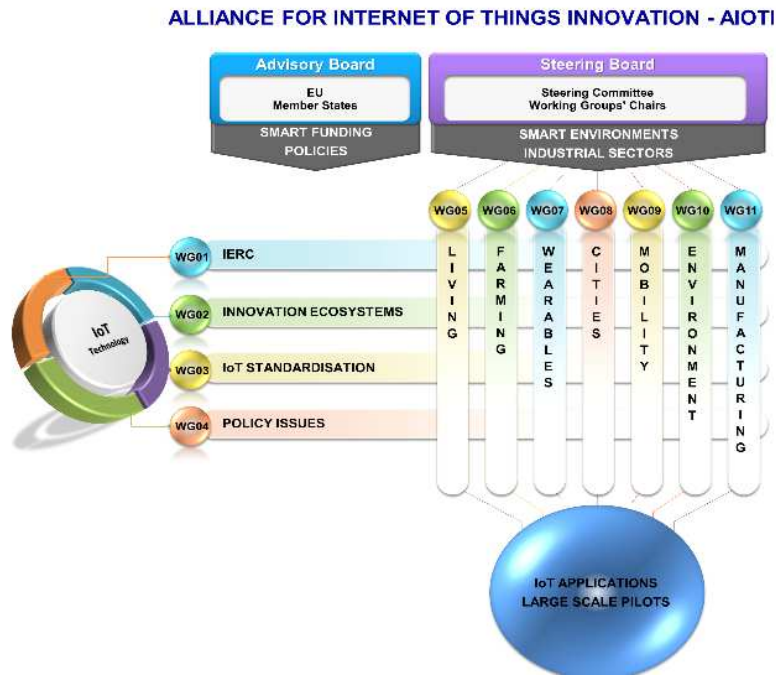 ALLIANCE FOR INTERNET OF THINGS INNOVATION - AIOTI
Advisory Board
EU
Member States
SMART FUNDING
POLICIES
Steering Board
Steering Committee
Working Groups' Chairs
SMART ENVIRONMENTS
INDUSTRIAL SECTORS
WG05
WG06
WG07
WG08
WG09
WG10
WG11
LIVING
FARMING
WEARABLES
CITIES
MOBILITY
ENVIRONMENT
MANUFACTURING
IoT
Technology
WG01 IERC
WG02 INNOVATION ECOSYSTEMS
WG03 IoT STANDARDISATION
WG04 POLICY ISSUES
IoT APPLICATIONS
LARGE SCALE PILOTS